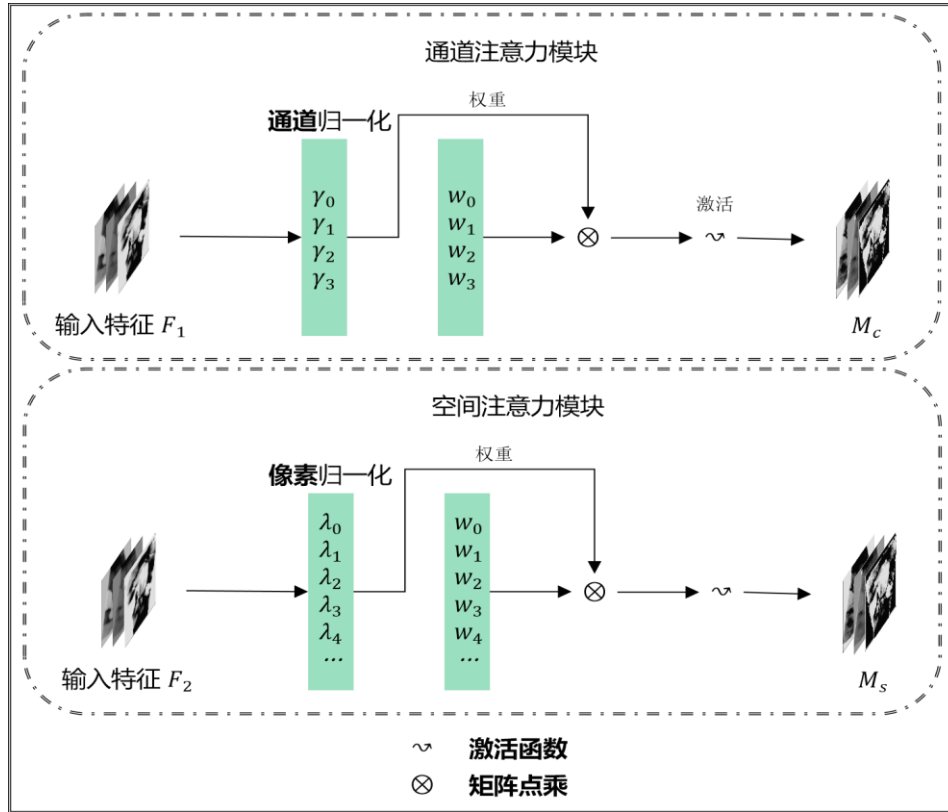 通道注意力模块
权重
通道归一化
γ₀
γ₁
γ₂
γ₃
w₀
w₁
w₂
w₃
⊗
激活
输入特征 F₁
M_c
空间注意力模块
权重
像素归一化
λ₀
λ₁
λ₂
λ₃
λ₄
...
w₀
w₁
w₂
w₃
w₄
...
⊗
输入特征 F₂
M_s
激活函数
⊗ 矩阵点乘